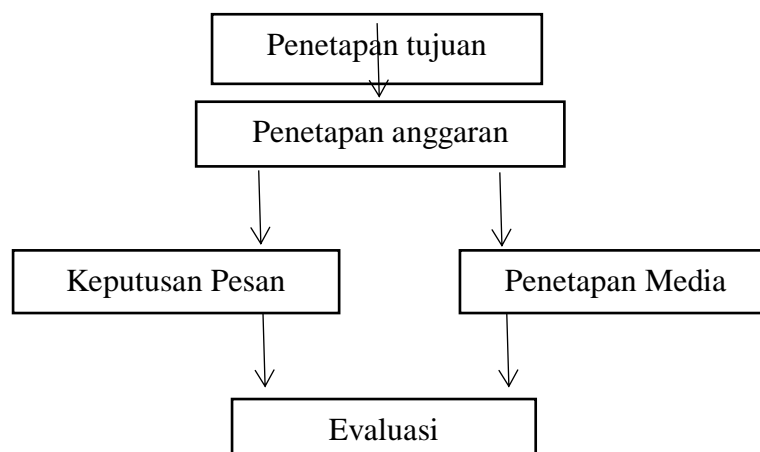 Penetapan tujuan
Penetapan anggaran
Keputusan Pesan
Penetapan Media
Evaluasi